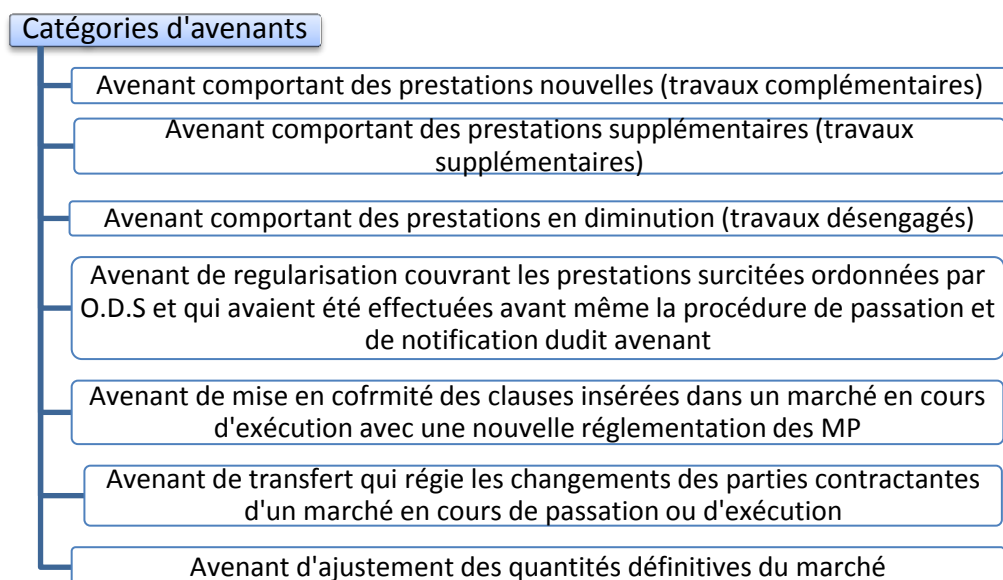 Catégories d'avenants
Avenant comportant des prestations nouvelles (travaux complémentaires)
Avenant comportant des prestations supplémentaires (travaux
supplémentaires)
Avenant comportant des prestations en diminution (travaux désengagés)
Avenant de regularisation couvrant les prestations surcitées ordonnées par
O.D.S et qui avaient été effectuées avant même la procédure de passation et
de notification dudit avenant
Avenant de mise en cofrmité des clauses insérées dans un marché en cours
d'exécution avec une nouvelle réglementation des MP
Avenant de transfert qui régie les changements des parties contractantes
d'un marché en cours de passation ou d'exécution
Avenant d'ajustement des quantités définitives du marché